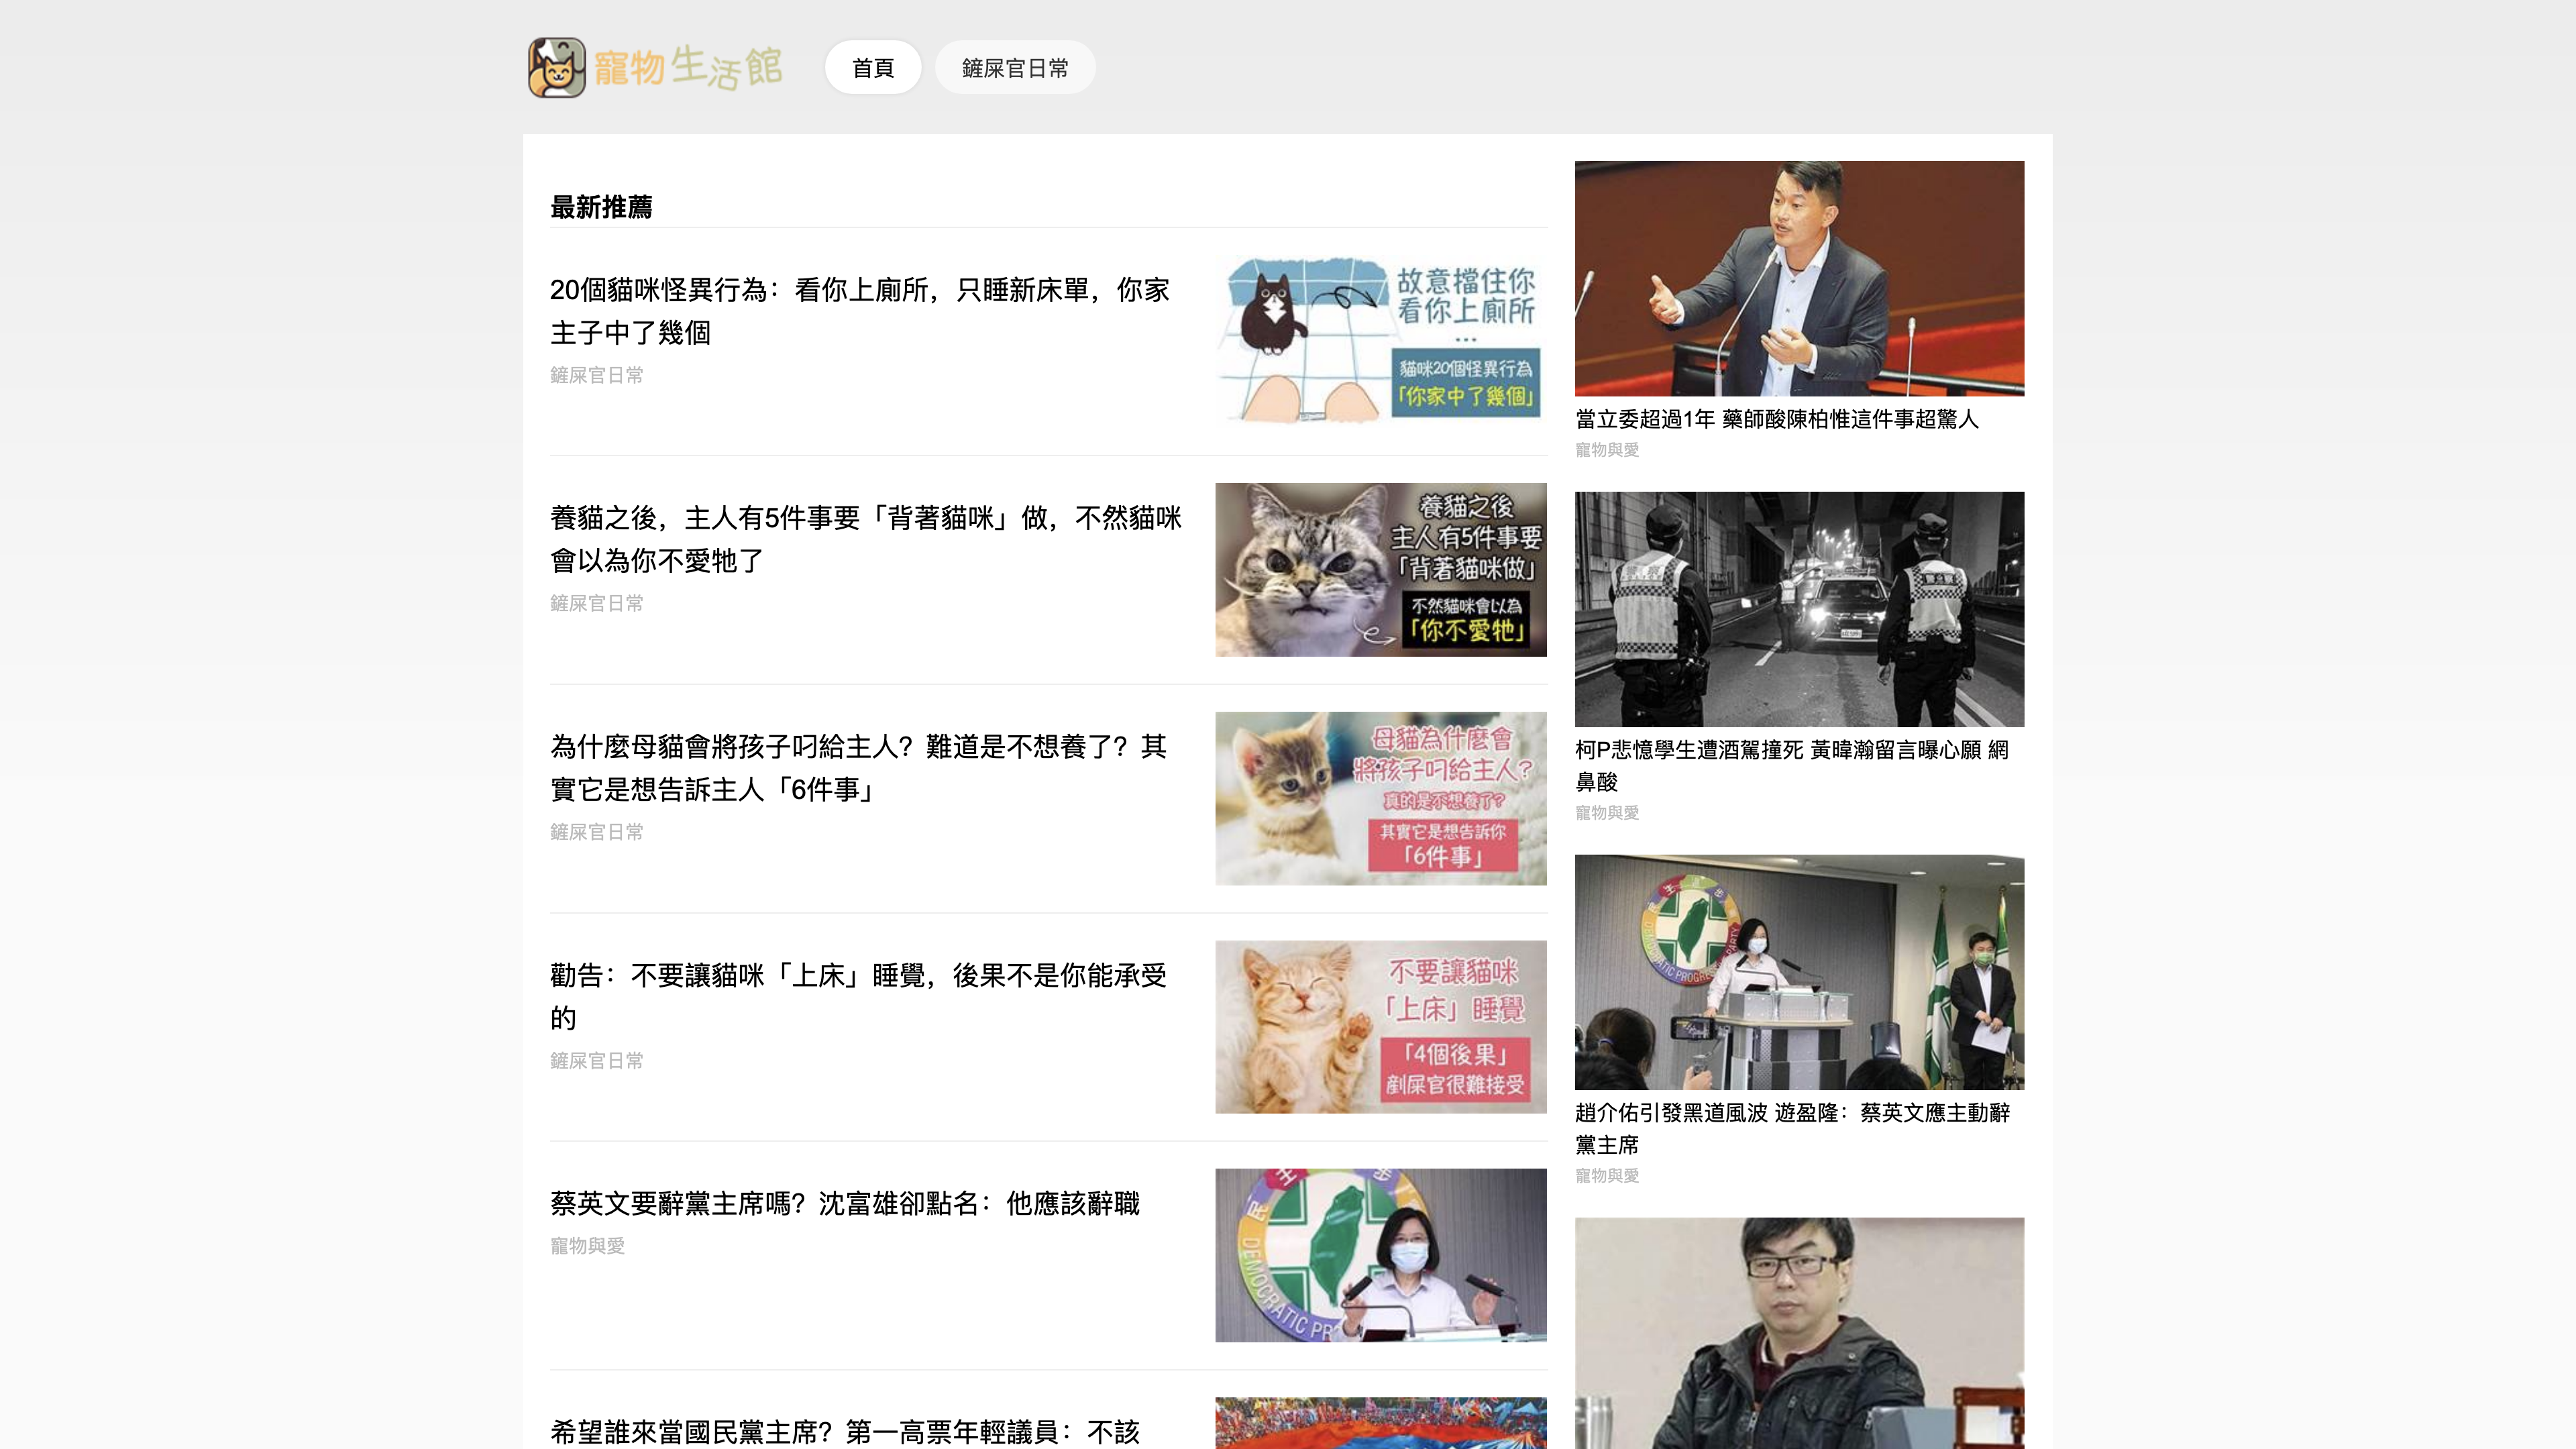 寵物生活館
首頁
鏟屎官日常
最新推薦
20個貓咪怪異行為：看你上廁所，只睡新床單，你家
主子中了幾個
鏟屎官日常
故意擋住你
看你上廁所
...
貓咪20個怪異行為
「你家中了幾個」
養貓之後，主人有5件事要「背著貓咪」做，不然貓咪
會以為你不愛牠了
鏟屎官日常
養貓之後
主人有5件事要
「背著貓咪做」
不然貓咪會以為
「你不愛牠」
為什麼母貓會將孩子叼給主人？難道是不想養了？其
實它是想告訴主人「6件事」
鏟屎官日常
母貓為什麼會
將孩子叼給主人?
真的是不想養了?
其實它是想告訴你
「6件事」
勸告：不要讓貓咪「上床」睡覺，後果不是你能承受
的
鏟屎官日常
不要讓貓咪
「上床」睡覺
「4個後果」
剷屎官很難接受
蔡英文要辭黨主席嗎？沈富雄卻點名：他應該辭職
寵物與愛
民 主 步
DEMOCRATIC PR
希望誰來當國民黨主席？第一高票年輕議員：不該
當立委超過1年 藥師酸陳柏惟這件事超驚人
寵物與愛
柯P悲憶學生遭酒駕撞死 黃暐瀚留言曝心願 網
鼻酸
寵物與愛
民 主 進 步
DEMOCRATIC PROGRESSIVE PARTY
趙介佑引發黑道風波 遊盈隆：蔡英文應主動辭
黨主席
寵物與愛